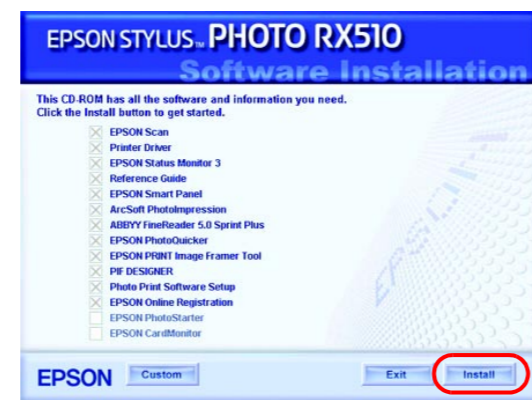 EPSON STYLUS™ PHOTO RX510
Software Installation
This CD-ROM has all the software and information you need.
Click the Install button to get started.
EPSON Scan
Printer Driver
EPSON Status Monitor 3
Reference Guide
EPSON Smart Panel
ArcSoft PhotoImpression
ABBYY FineReader 5.0 Sprint Plus
EPSON PhotoQuicker
EPSON PRINT Image Framer Tool
PIF DESIGNER
Photo Print Software Setup
EPSON Online Registration
EPSON PhotoStarter
EPSON CardMonitor
EPSON
EPSON Custom Exit Install